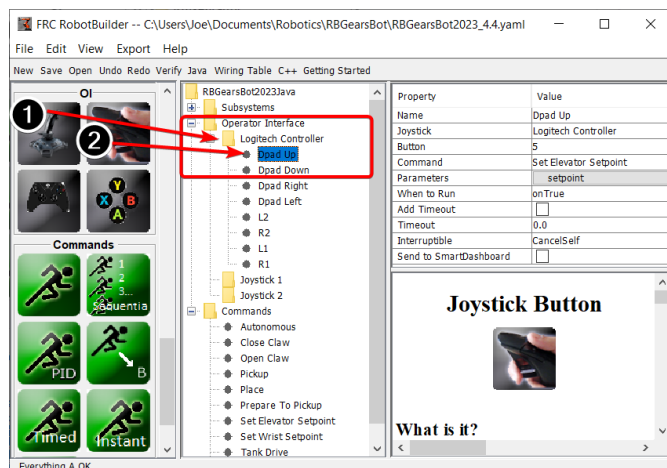 FRC RobotBuilder -- C:\Users\Joe\Documents\Robotics\RBGearsBot\RBGearsBot2023_4.4.yaml
File Edit View Export Help
New Save Open Undo Redo Verify Java Wiring Table C++ Getting Started
OI
1
2
Y
X B
A
Commands
1
2
3...
Sequentia
PID
B
Timed
Instant
RBGearsBot2023Java
Subsystems
Operator Interface
Logitech Controller
Dpad Up
Dpad Down
Dpad Right
Dpad Left
L2
R2
L1
R1
Joystick 1
Joystick 2
Commands
Autonomous
Close Claw
Open Claw
Pickup
Place
Prepare To Pickup
Set Elevator Setpoint
Set Wrist Setpoint
Tank Drive
Property Value
Name Dpad Up
Joystick Logitech Controller
Button 5
Command Set Elevator Setpoint
Parameters setpoint
When to Run onTrue
Add Timeout
Timeout 0.0
Interruptible CancelSelf
Send to SmartDashboard
Joystick Button
What is it?
Everything A OK